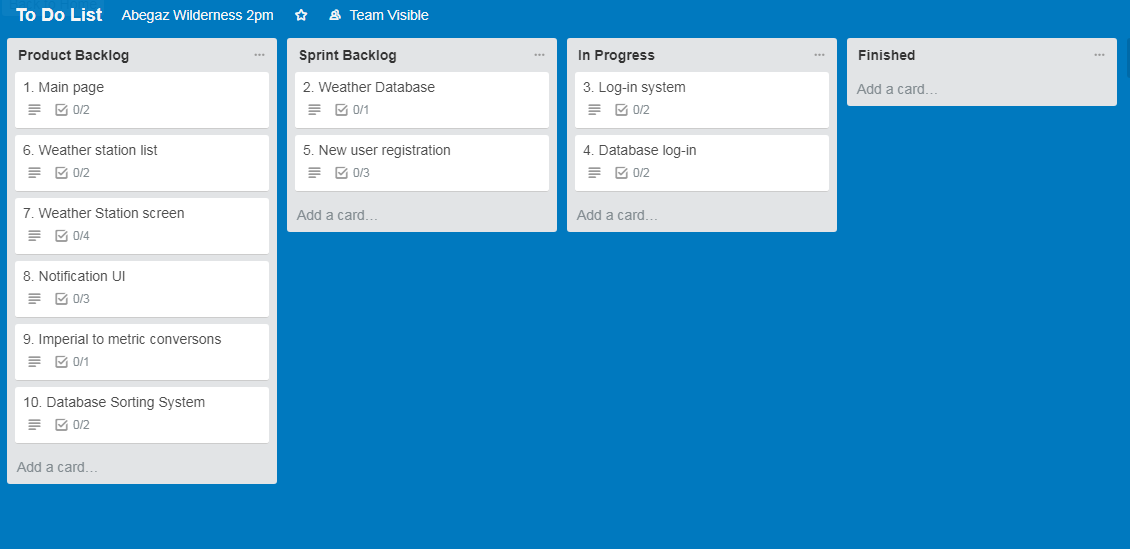 To Do List Abegaz Wilderness 2pm Team Visible
Product Backlog
1. Main page
0/2
6. Weather station list
0/2
7. Weather Station screen
0/4
8. Notification UI
0/3
9. Imperial to metric conversons
0/1
10. Database Sorting System
0/2
Add a card…
Sprint Backlog
2. Weather Database
0/1
5. New user registration
0/3
Add a card…
In Progress
3. Log-in system
0/2
4. Database log-in
0/2
Add a card…
Finished
Add a card…